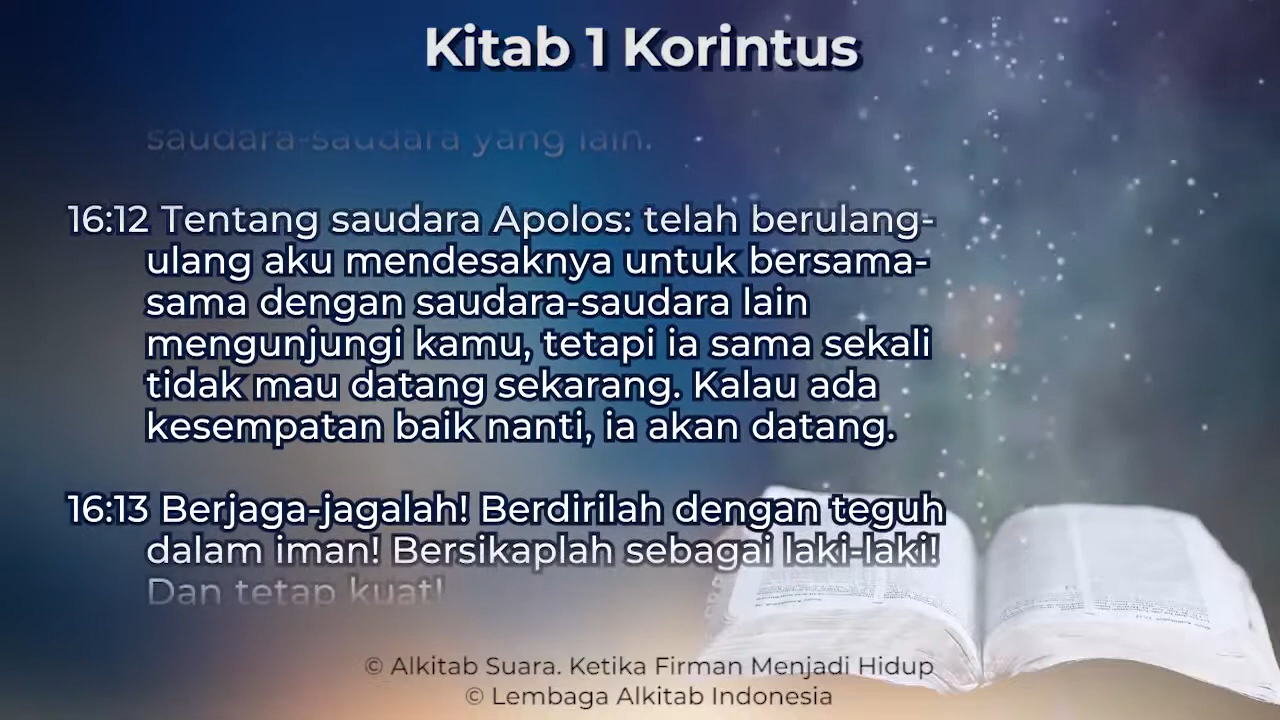 Kitab 1 Korintus
saudara-saudara yang lain.
16:12 Tentang saudara Apolos: telah berulang-
ulang aku mendesaknya untuk bersama-
sama dengan saudara-saudara lain
mengunjungi kamu, tetapi ia sama sekali
tidak mau datang sekarang. Kalau ada
kesempatan baik nanti, ia akan datang.
16:13 Berjaga-jagalah! Berdirilah dengan teguh
dalam iman! Bersikaplah sebagai laki-laki!
Dan tetap kuat!
© Alkitab Suara. Ketika Firman Menjadi Hidup
© Lembaga Alkitab Indonesia